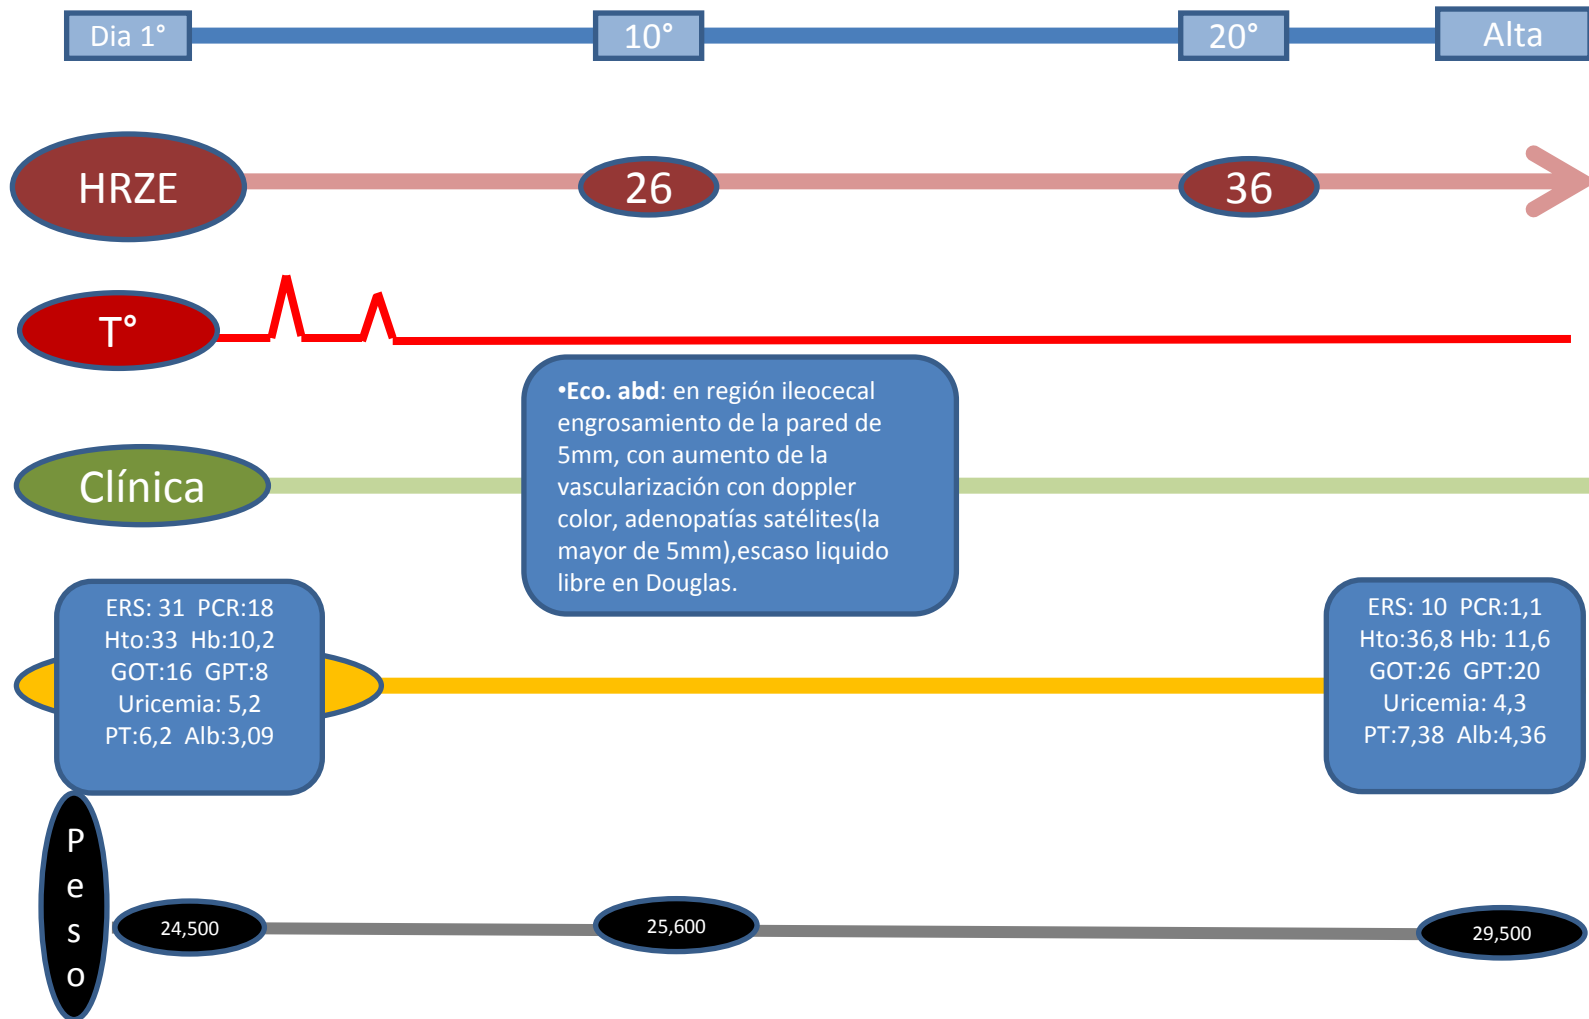 Dia 1°
10°
20°
Alta
HRZE
26
36
T°
•Eco. abd: en región ileocecal
engrosamiento de la pared de
5mm, con aumento de la
vascularización con doppler
color, adenopatías satélites(la
mayor de 5mm),escaso liquido
libre en Douglas.
Clínica
ERS: 31 PCR:18
Hto:33 Hb:10,2
GOT:16 GPT:8
Uricemia: 5,2
PT:6,2 Alb:3,09
ERS: 10 PCR:1,1
Hto:36,8 Hb: 11,6
GOT:26 GPT:20
Uricemia: 4,3
PT:7,38 Alb:4,36
Peso
24,500
25,600
29,500